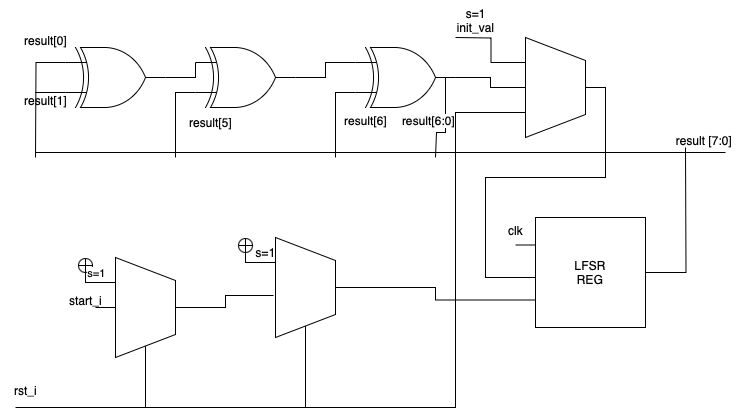 s=1
init_val
result[0]
result[1]
result[5]
result[6]
result[6:0]
result [7:0]
clk
LFSR
REG
s=1
s=1
start_i
rst_i